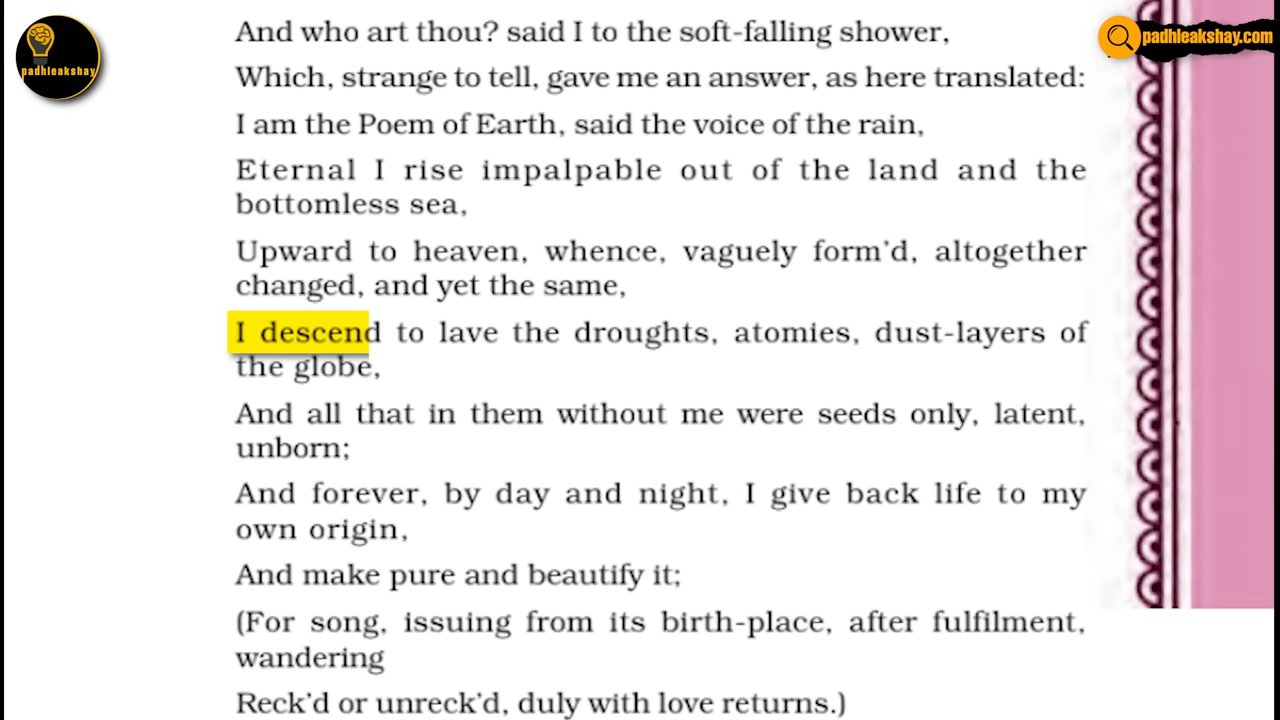 padhleakshay
padhleakshay.com
And who art thou? said I to the soft-falling shower,
Which, strange to tell, gave me an answer, as here translated:
I am the Poem of Earth, said the voice of the rain,
Eternal I rise impalpable out of the land and the
bottomless sea,
Upward to heaven, whence, vaguely form'd, altogether
changed, and yet the same,
I descend to lave the droughts, atomies, dust-layers of
the globe,
And all that in them without me were seeds only, latent,
unborn;
And forever, by day and night, I give back life to my
own origin,
And make pure and beautify it;
(For song, issuing from its birth-place, after fulfilment,
wandering
Reck'd or unreck'd, duly with love returns.)